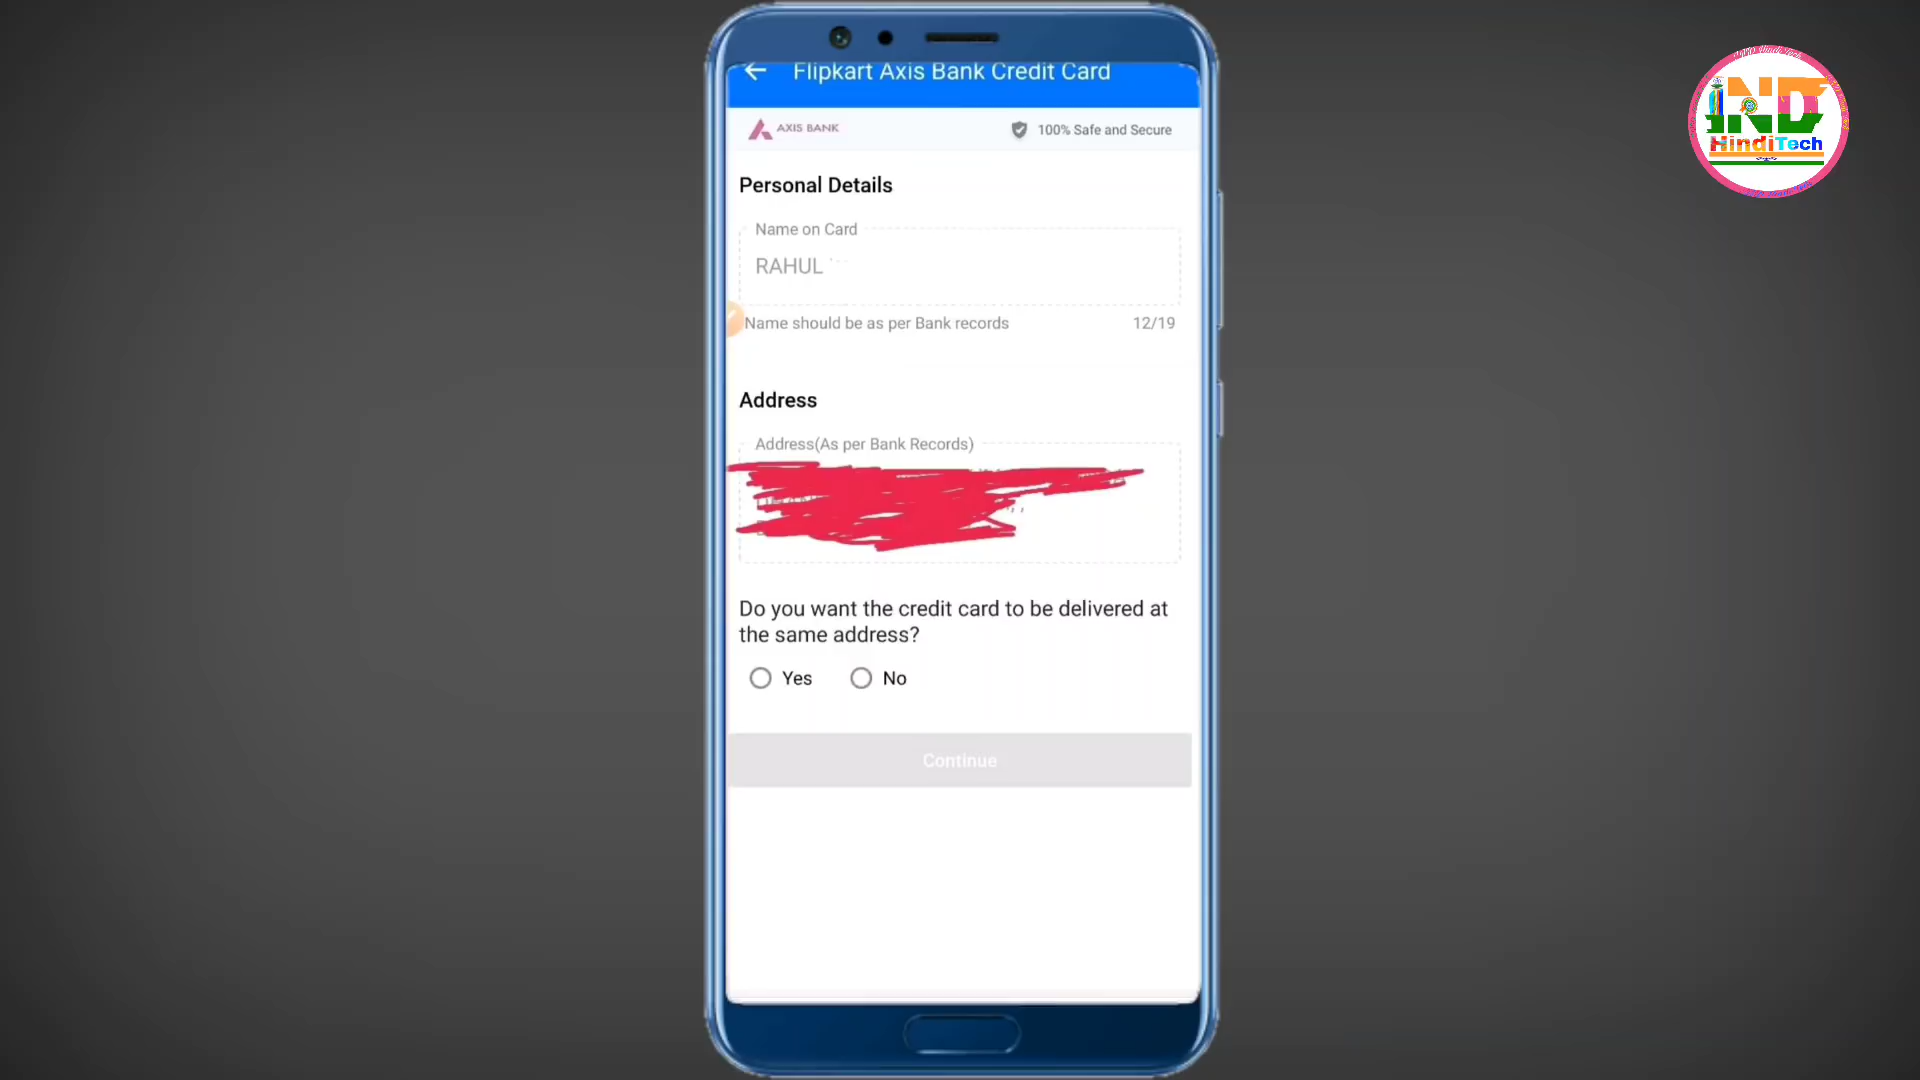 Flipkart Axis Bank Credit Card
AXIS BANK
100% Safe and Secure
Personal Details
Name on Card
RAHUL
Name should be as per Bank records
12/19
Address
Address(As per Bank Records)
Do you want the credit card to be delivered at
the same address?
Yes
No
Continue
IND
HindiTech